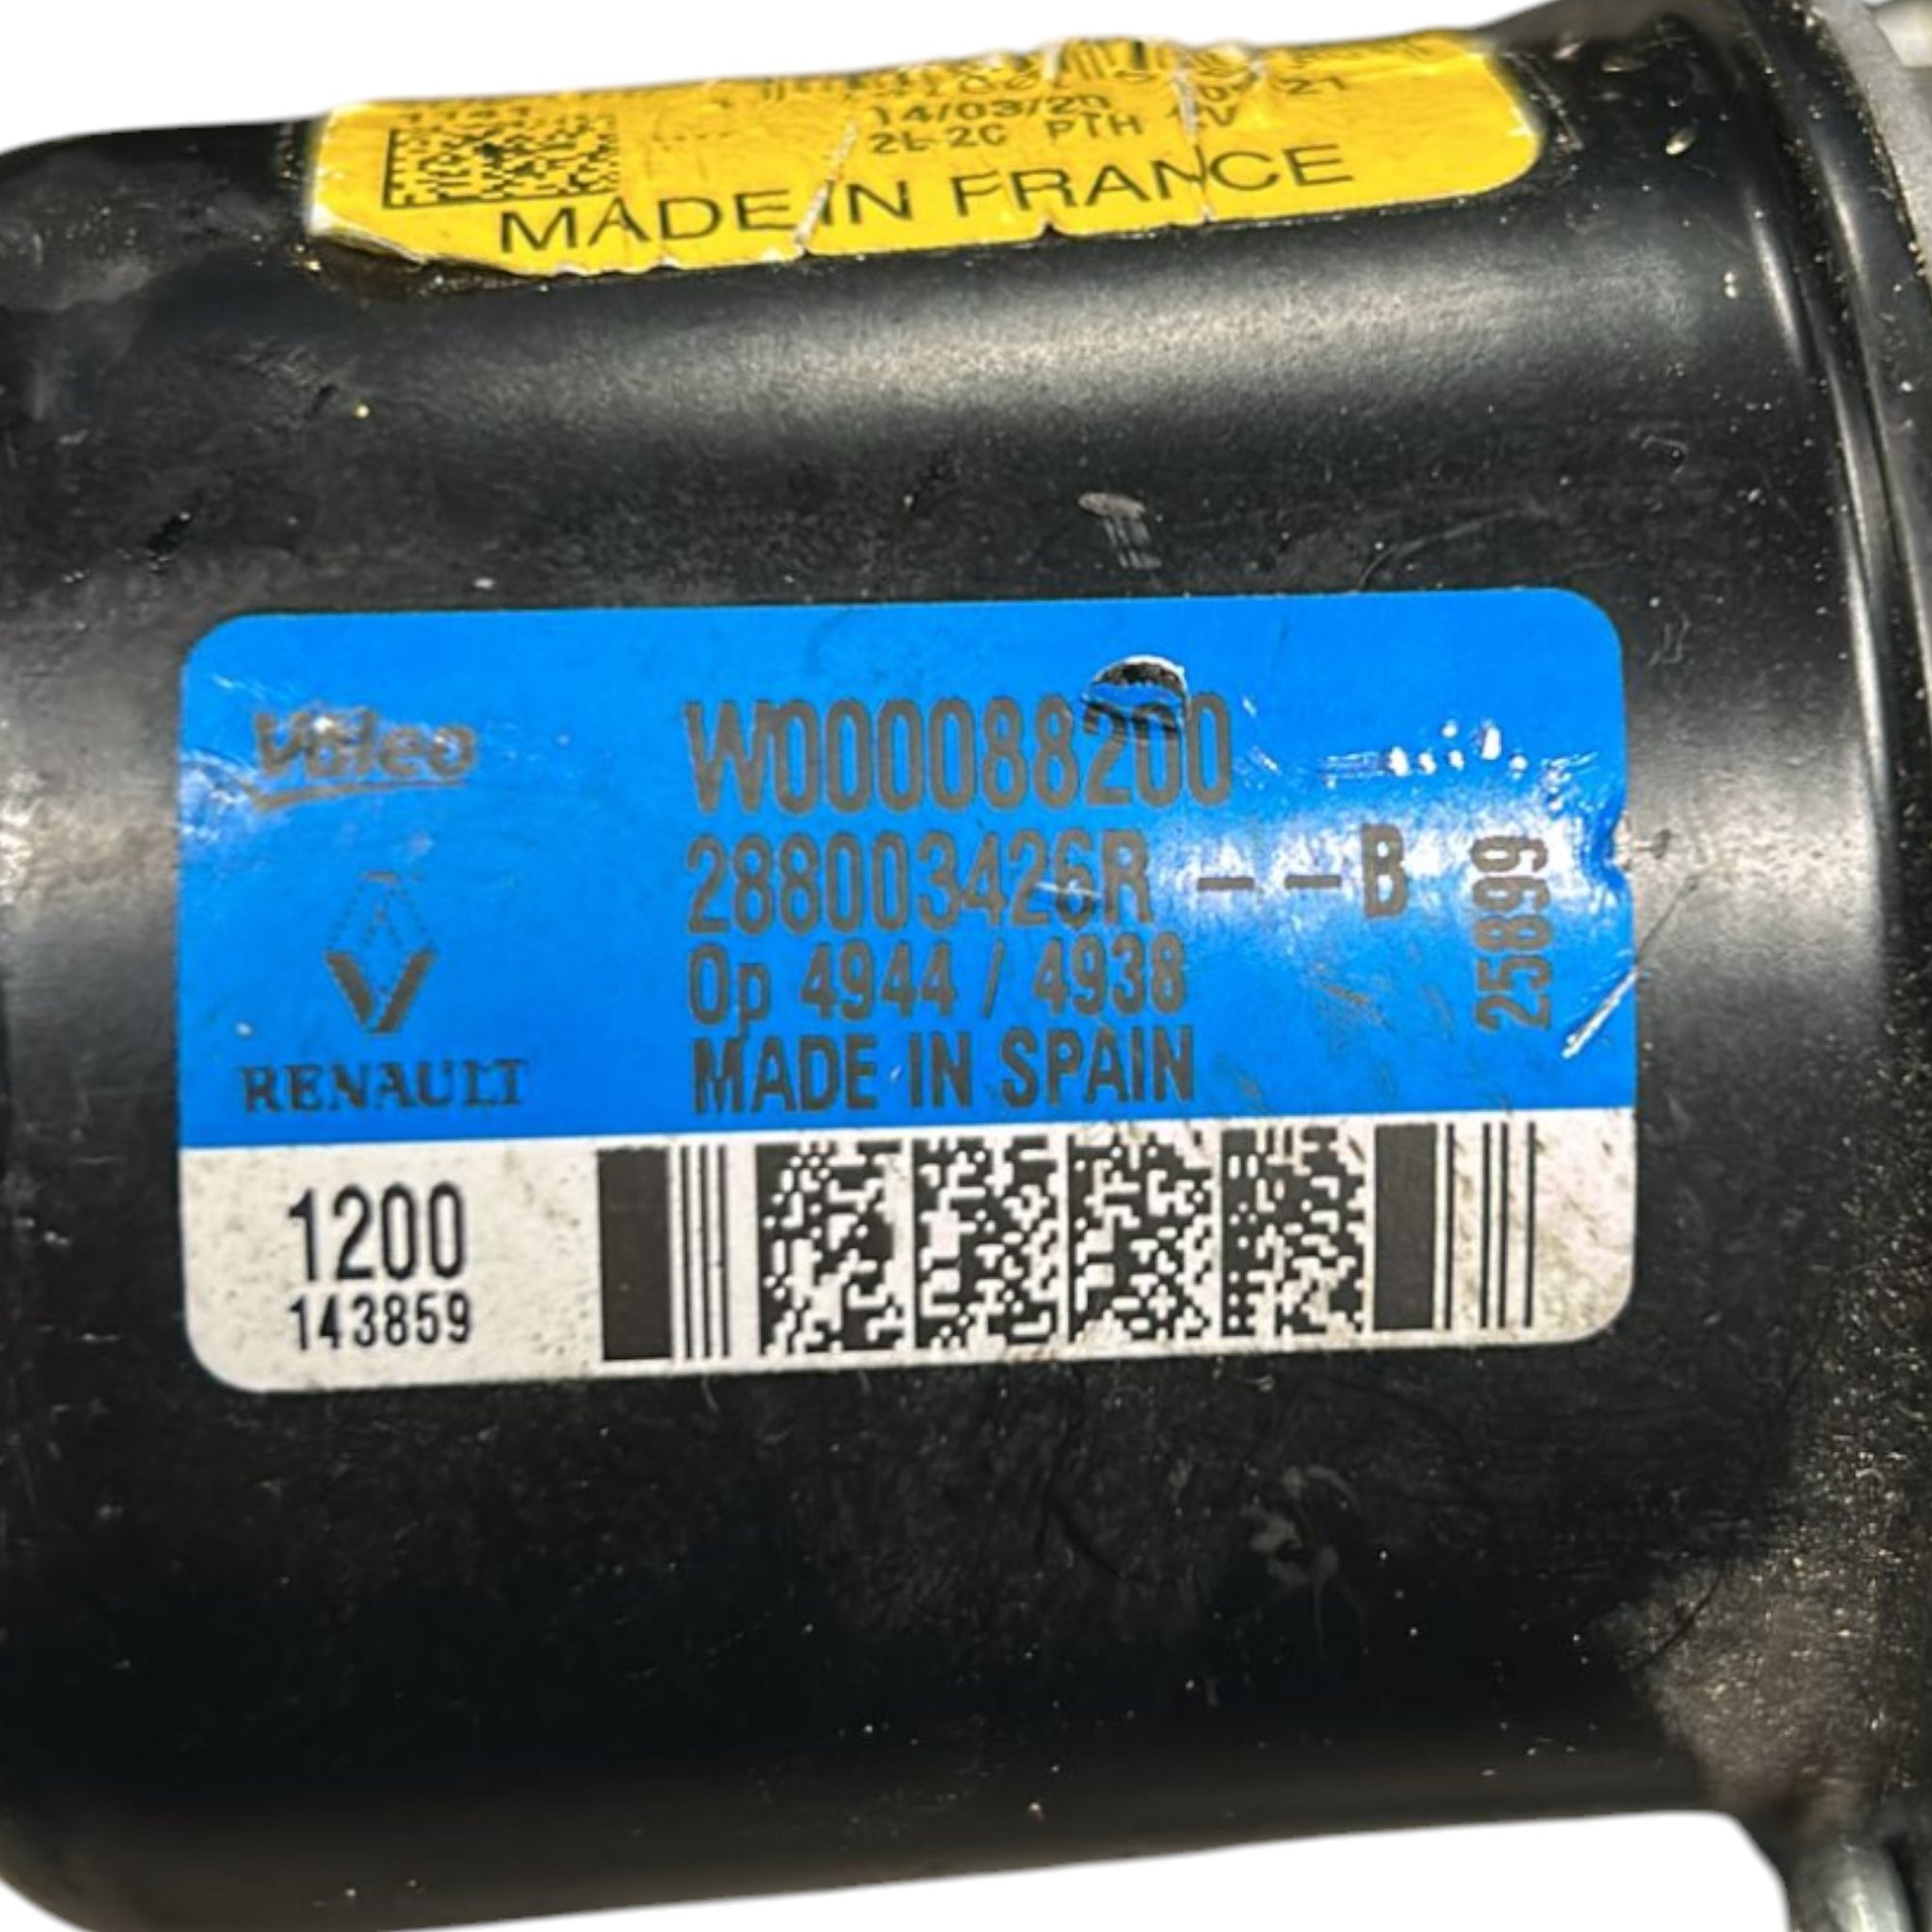 14/03/20
MADE IN FRANCE
Valeo
W000088200
288003426R - - B
25899
Op 4944 / 4938
MADE IN SPAIN
RENAULT
1200
143859